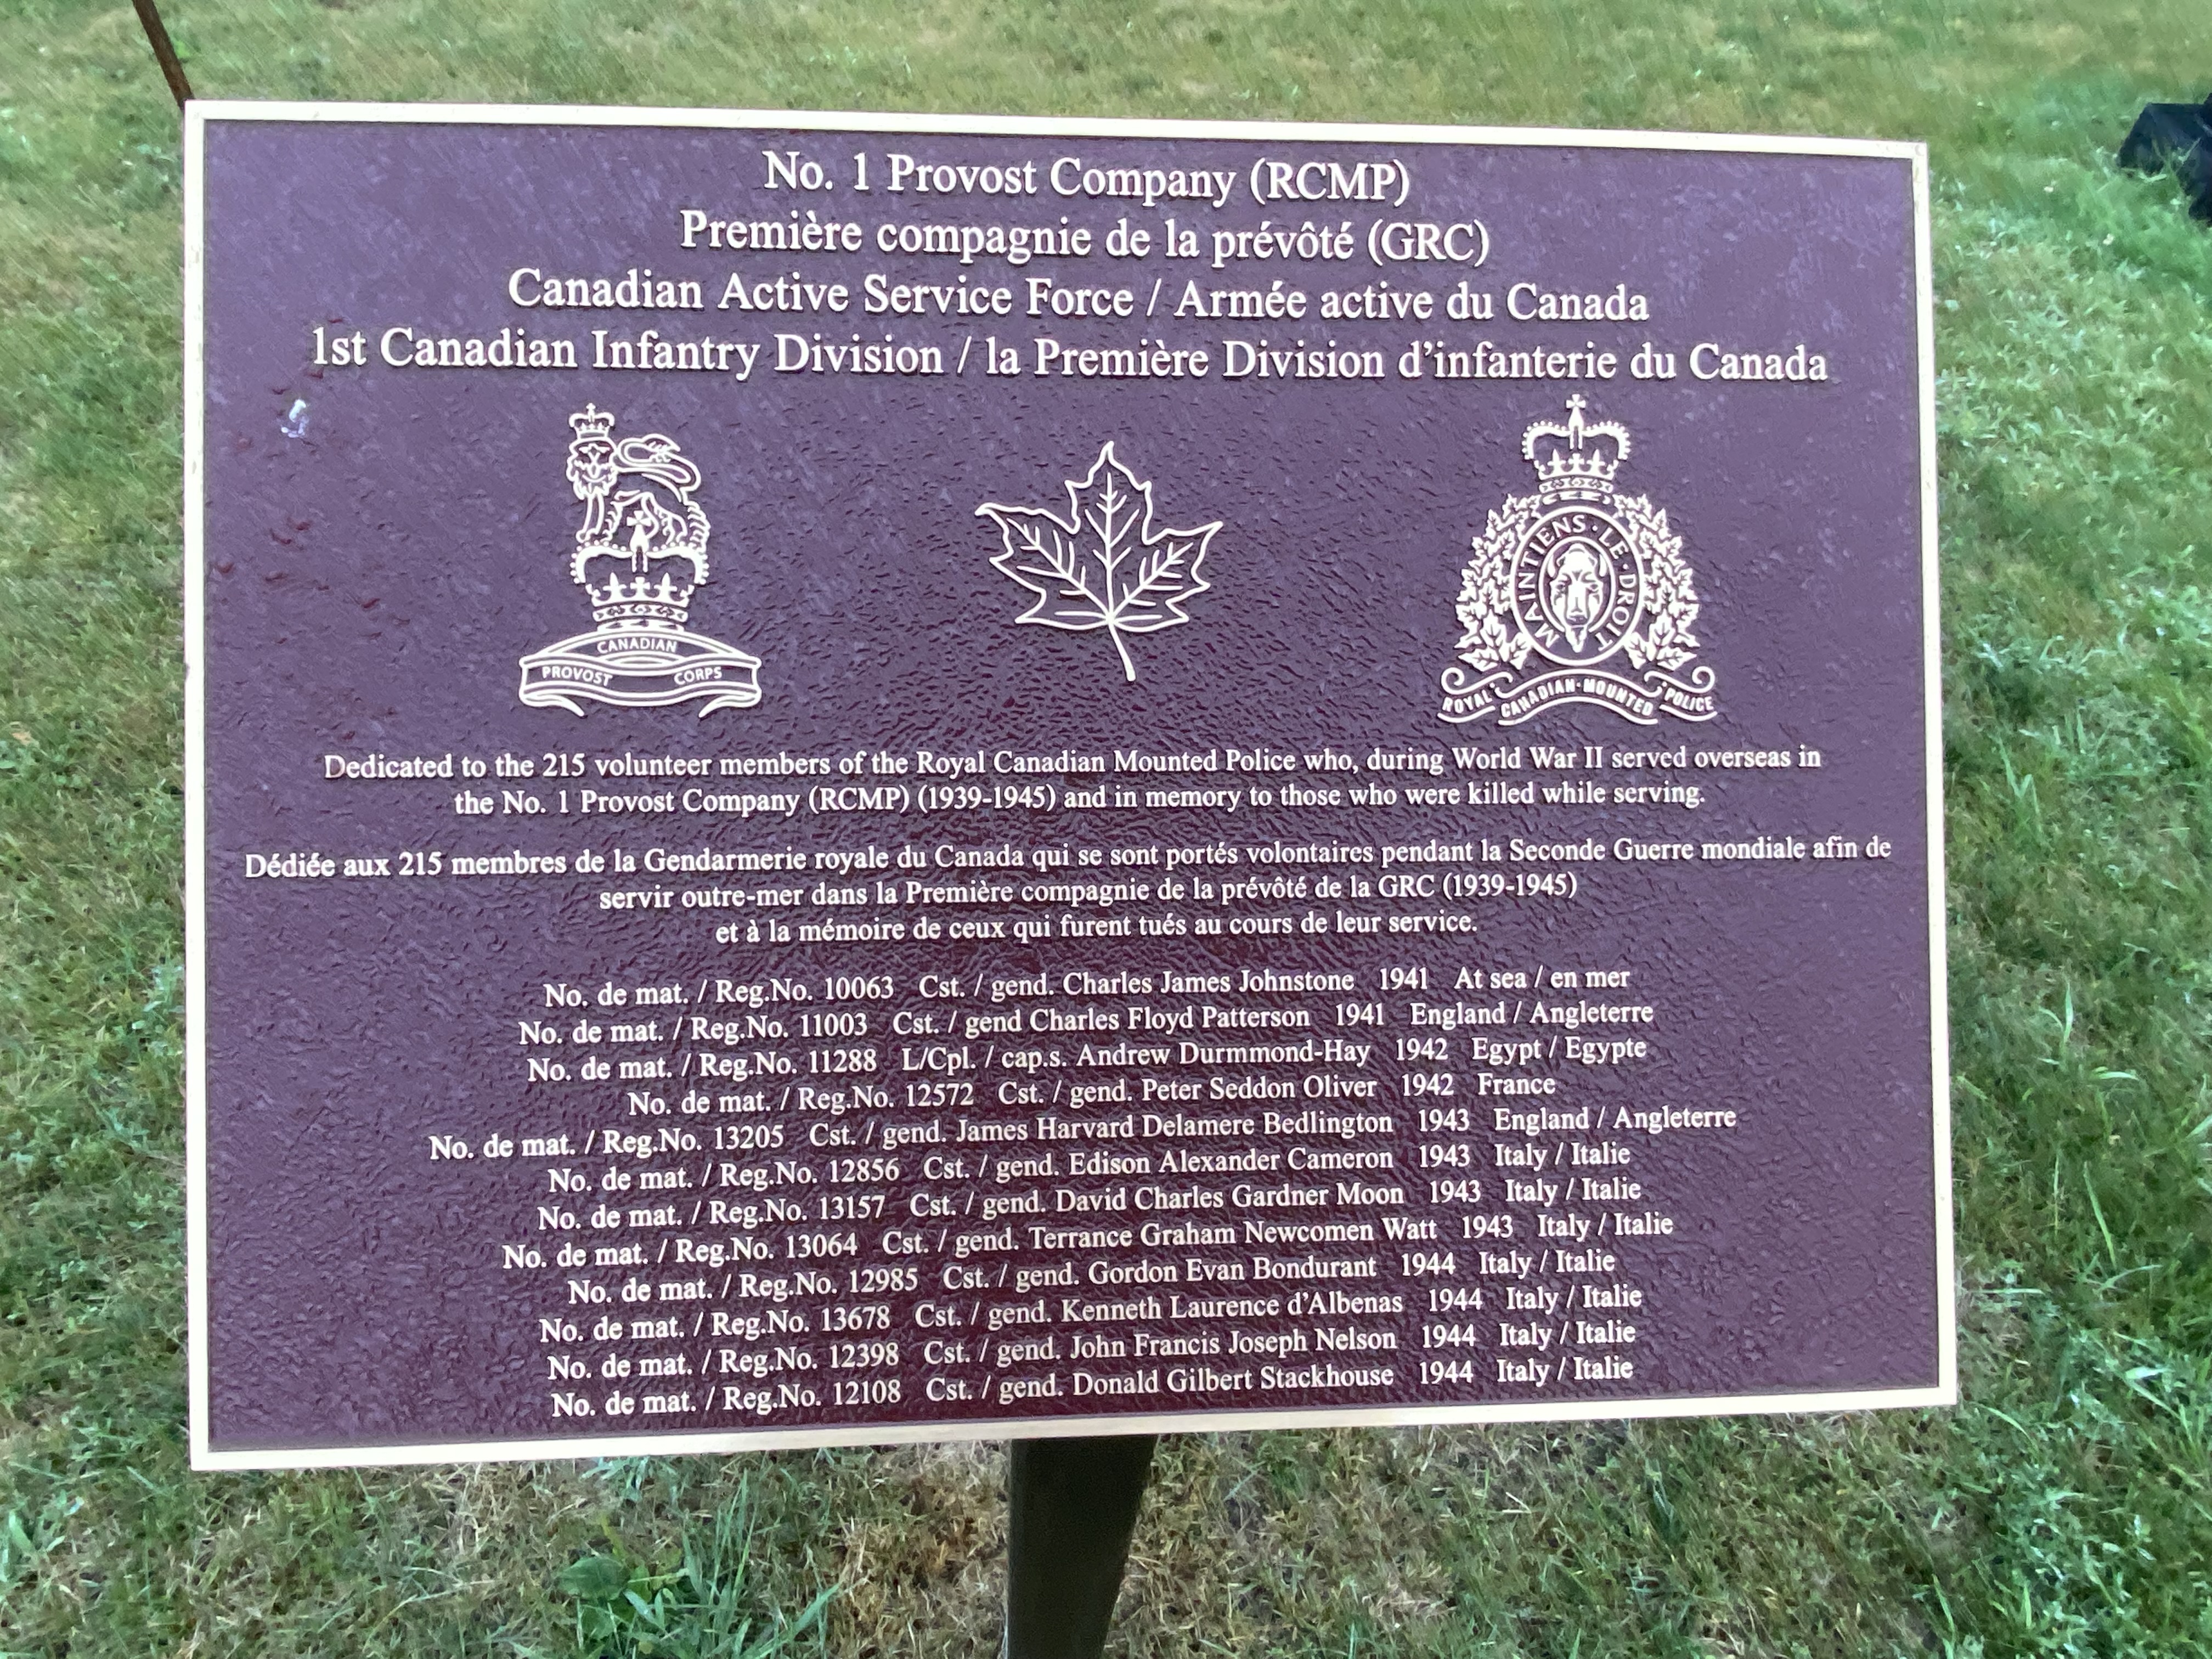 No. 1 Provost Company (RCMP)
Première compagnie de la prévôté (GRC)
Canadian Active Service Force / Armée active du Canada
1st Canadian Infantry Division / la Première Division d'infanterie du Canada
CANADIAN
PROVOST CORPS
MAINTIENS · LE · DROIT
ROYAL · CANADIAN · MOUNTED · POLICE
Dedicated to the 215 volunteer members of the Royal Canadian Mounted Police who, during World War II served overseas in
the No. 1 Provost Company (RCMP) (1939-1945) and in memory to those who were killed while serving.
Dédiée aux 215 membres de la Gendarmerie royale du Canada qui se sont portés volontaires pendant la Seconde Guerre mondiale afin de
servir outre-mer dans la Première compagnie de la prévôté de la GRC (1939-1945)
et à la mémoire de ceux qui furent tués au cours de leur service.
No. de mat. / Reg.No. 10063 Cst. / gend. Charles James Johnstone 1941 At sea / en mer
No. de mat. / Reg.No. 11003 Cst. / gend Charles Floyd Patterson 1941 England / Angleterre
No. de mat. / Reg.No. 11288 L/Cpl. / cap.s. Andrew Durmmond-Hay 1942 Egypt / Egypte
No. de mat. / Reg.No. 12572 Cst. / gend. Peter Seddon Oliver 1942 France
No. de mat. / Reg.No. 13205 Cst. / gend. James Harvard Delamere Bedlington 1943 England / Angleterre
No. de mat. / Reg.No. 12856 Cst. / gend. Edison Alexander Cameron 1943 Italy / Italie
No. de mat. / Reg.No. 13157 Cst. / gend. David Charles Gardner Moon 1943 Italy / Italie
No. de mat. / Reg.No. 13064 Cst. / gend. Terrance Graham Newcomen Watt 1943 Italy / Italie
No. de mat. / Reg.No. 12985 Cst. / gend. Gordon Evan Bondurant 1944 Italy / Italie
No. de mat. / Reg.No. 13678 Cst. / gend. Kenneth Laurence d'Albenas 1944 Italy / Italie
No. de mat. / Reg.No. 12398 Cst. / gend. John Francis Joseph Nelson 1944 Italy / Italie
No. de mat. / Reg.No. 12108 Cst. / gend. Donald Gilbert Stackhouse 1944 Italy / Italie